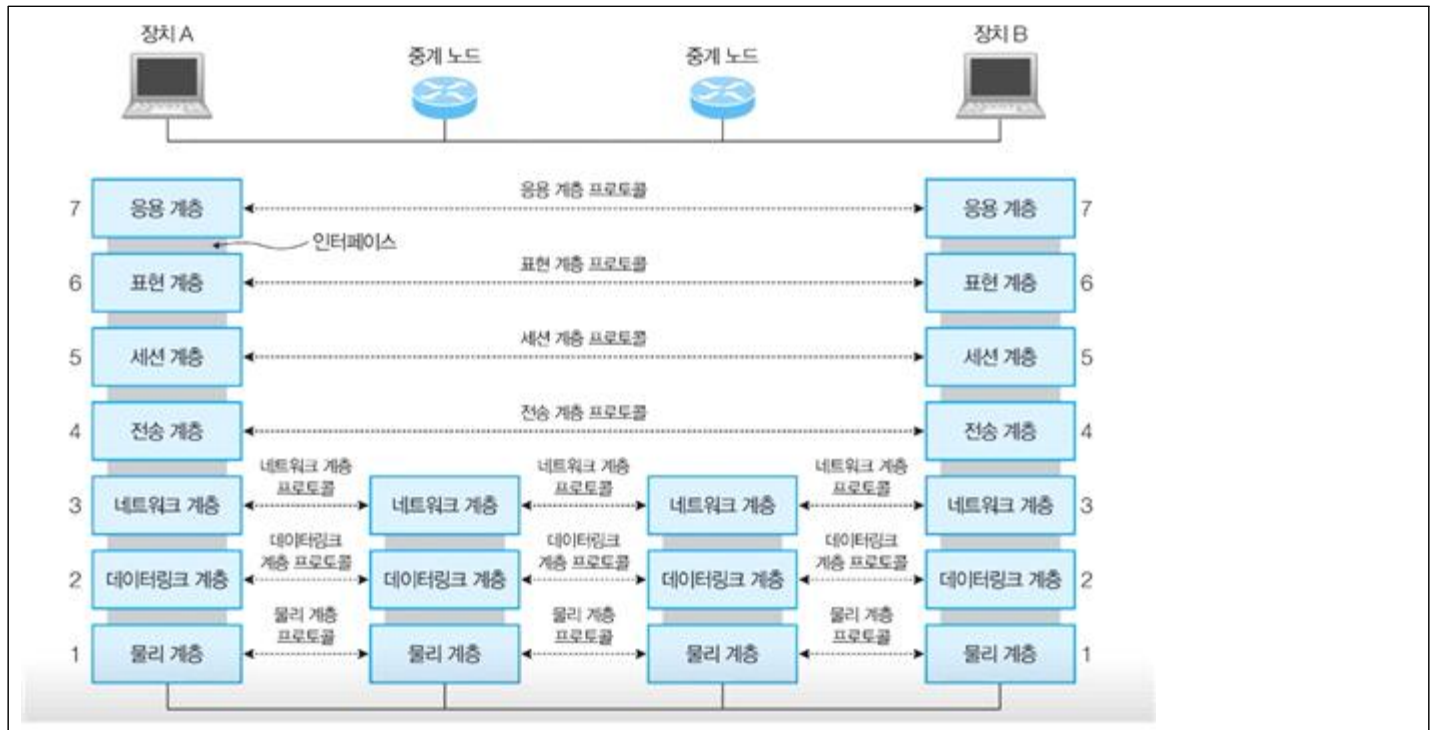 장치 A
중계 노드
중계 노드
장치 B
7 응용 계층
응용 계층 프로토콜
응용 계층 7
인터페이스
6 표현 계층
표현 계층 프로토콜
표현 계층 6
5 세션 계층
세션 계층 프로토콜
세션 계층 5
4 전송 계층
전송 계층 프로토콜
전송 계층 4
네트워크 계층
프로토콜
네트워크 계층
프로토콜
네트워크 계층
프로토콜
3 네트워크 계층
네트워크 계층
네트워크 계층
네트워크 계층 3
데이터링크
계층 프로토콜
데이터링크
계층 프로토콜
데이터링크
계층 프로토콜
2 데이터링크 계층
데이터링크 계층
데이터링크 계층
데이터링크 계층 2
물리 계층
프로토콜
물리 계층
프로토콜
물리 계층
프로토콜
1 물리 계층
물리 계층
물리 계층
물리 계층 1